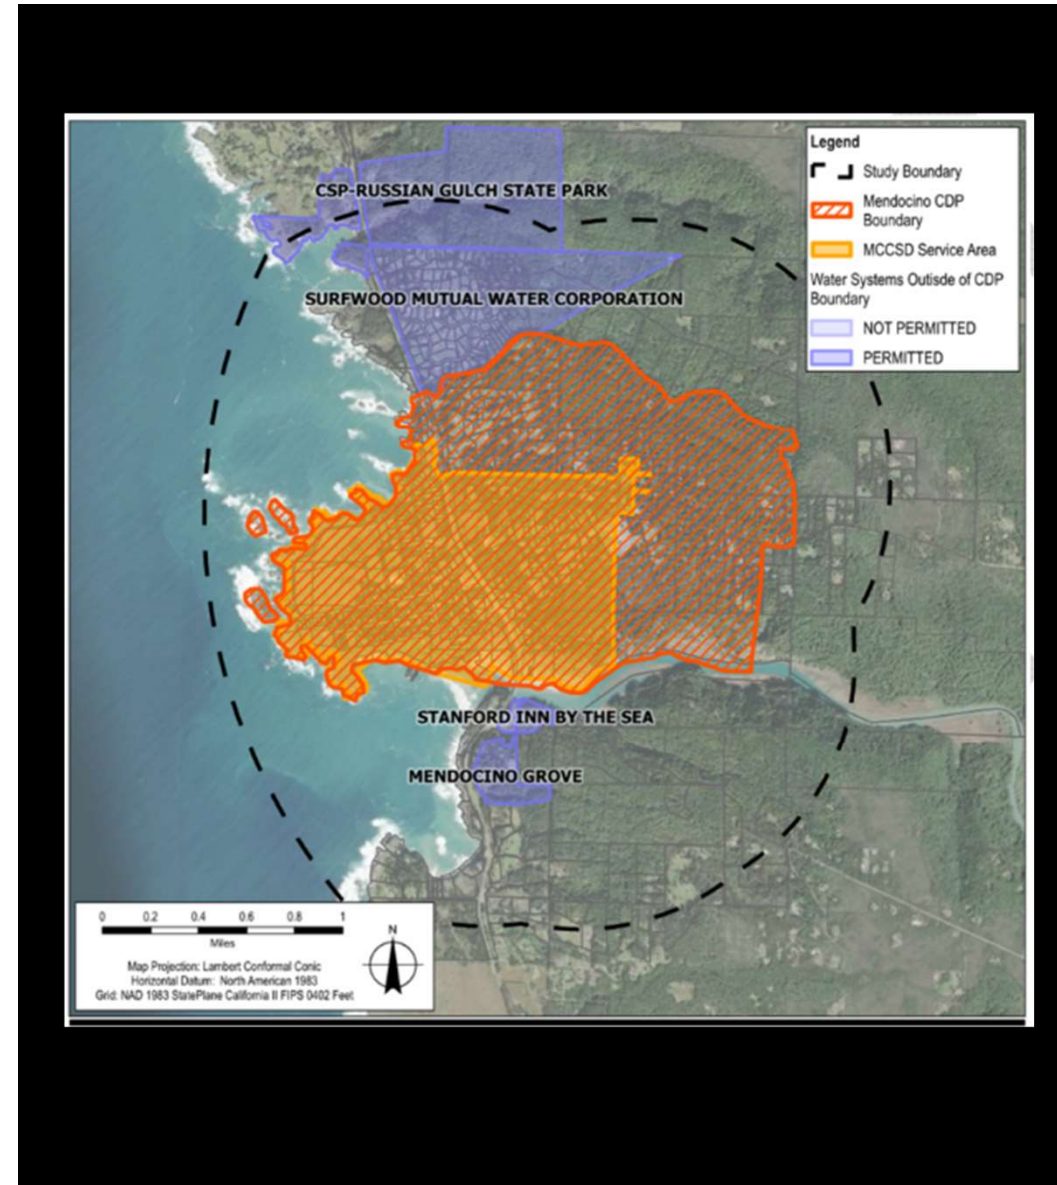 Legend
Study Boundary
Mendocino CDP
Boundary
MCCSD Service Area
Water Systems Outisde of CDP
Boundary
NOT PERMITTED
PERMITTED
CSP-RUSSIAN GULCH STATE PARK
SURFWOOD MUTUAL WATER CORPORATION
STANFORD INN BY THE SEA
MENDOCINO GROVE
0 0.2 0.4 0.6 0.8 1
Miles
N
Map Projection: Lambert Conformal Conic
Horizontal Datum: North American 1983
Grid: NAD 1983 StatePlane California II FIPS 0402 Feet